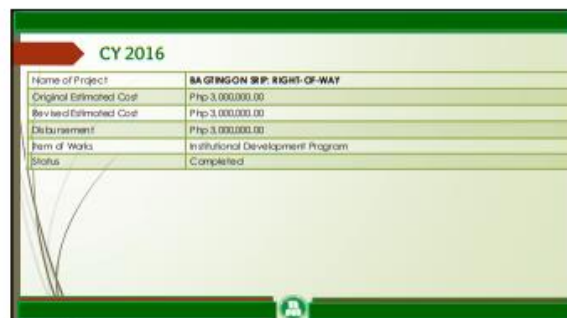 CY 2016
Name of Project BAGTINGON SRIP: RIGHT-OF-WAY
Original Estimated Cost Php 3,000,000.00
Revised Estimated Cost Php 3,000,000.00
Disbursement Php 3,000,000.00
Item of Works Institutional Development Program
Status Completed